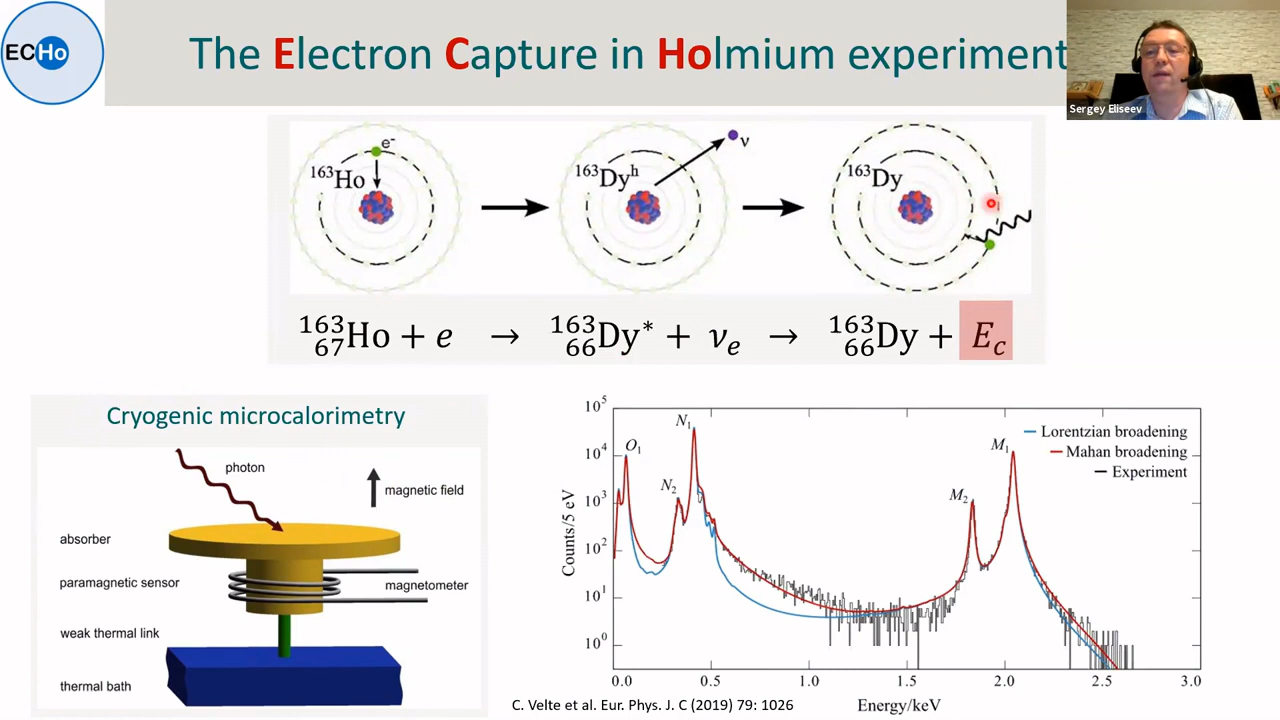 ECHo
The Electron Capture in Holmium experiment
Sergey Eliseev
e⁻
ν
¹⁶³Ho
¹⁶³Dyʰ
¹⁶³Dy
¹⁶³₆₇Ho + e → ¹⁶³₆₆Dy* + νₑ → ¹⁶³₆₆Dy + E_c
Cryogenic microcalorimetry
photon
magnetic field
absorber
paramagnetic sensor
magnetometer
weak thermal link
thermal bath
Counts/5 eV
10⁵
10⁴
10³
10²
10¹
10⁰
O₁
N₂
N₁
M₂
M₁
Lorentzian broadening
Mahan broadening
Experiment
0.0 0.5 1.0 1.5 2.0 2.5 3.0
Energy/keV
C. Velte et al. Eur. Phys. J. C (2019) 79: 1026